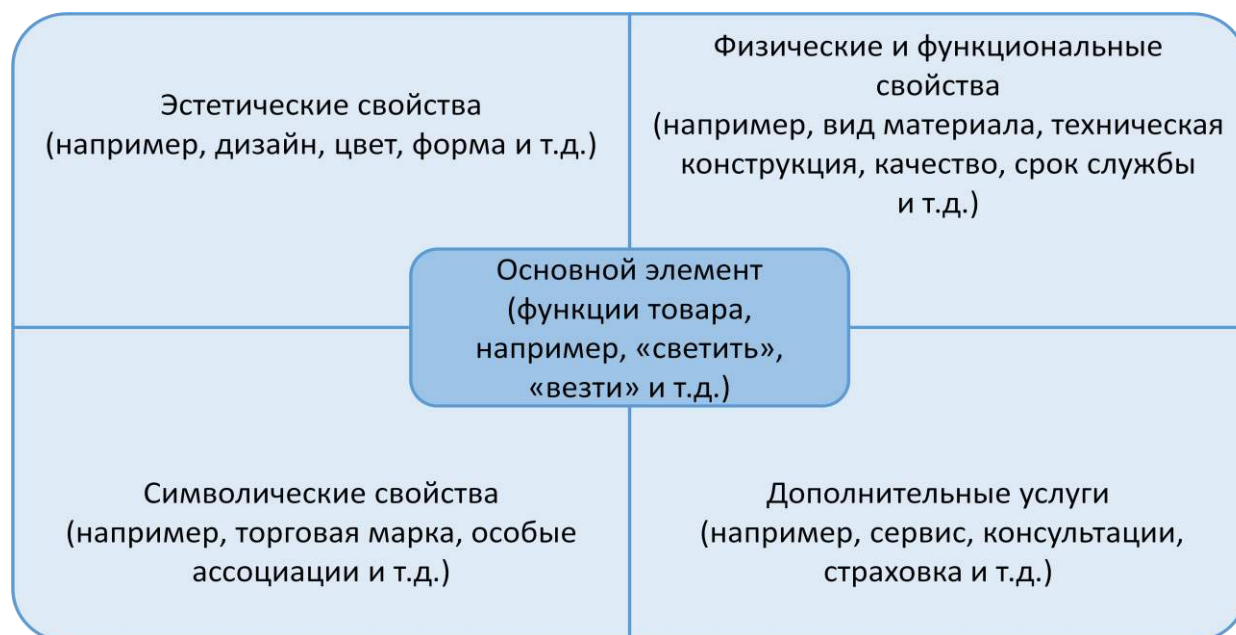 Эстетические свойства
(например, дизайн, цвет, форма и т.д.)
Физические и функциональные
свойства
(например, вид материала, техническая
конструкция, качество, срок службы
и т.д.)
Основной элемент
(функции товара,
например, «светить»,
«везти» и т.д.)
Символические свойства
(например, торговая марка, особые
ассоциации и т.д.)
Дополнительные услуги
(например, сервис, консультации,
страховка и т.д.)